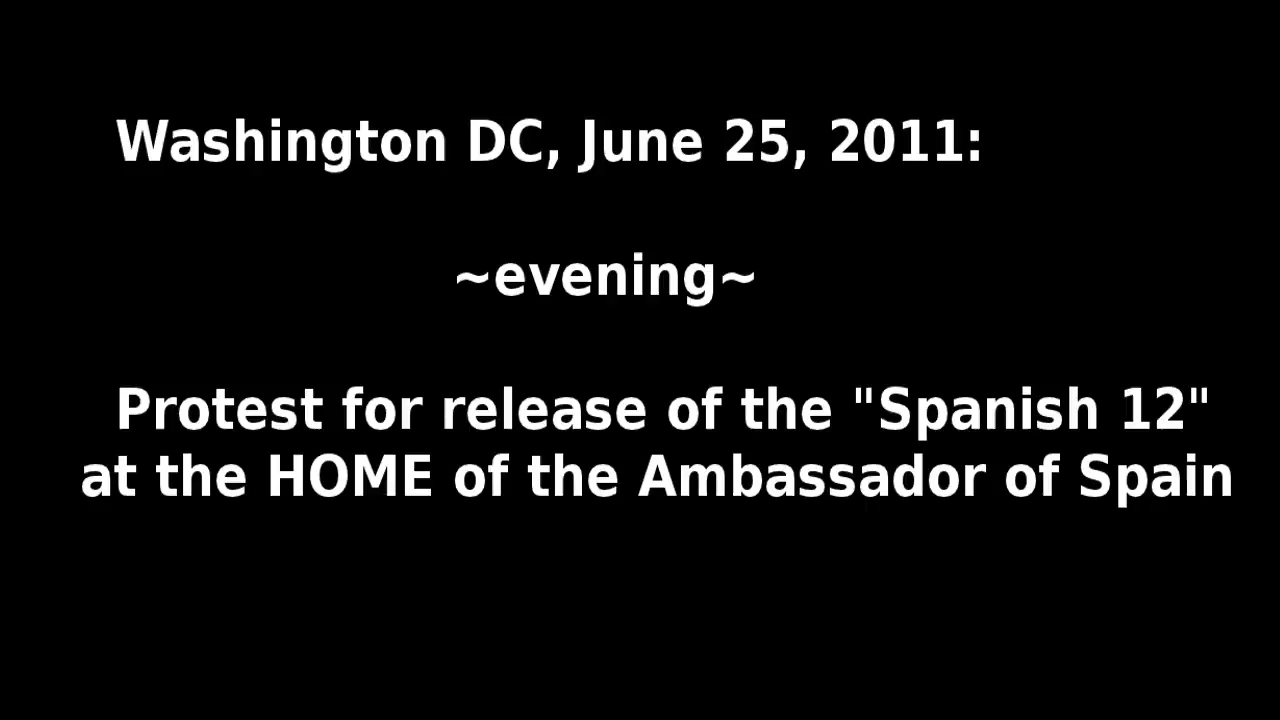 Washington DC, June 25, 2011:
~evening~
Protest for release of the "Spanish 12"
at the HOME of the Ambassador of Spain